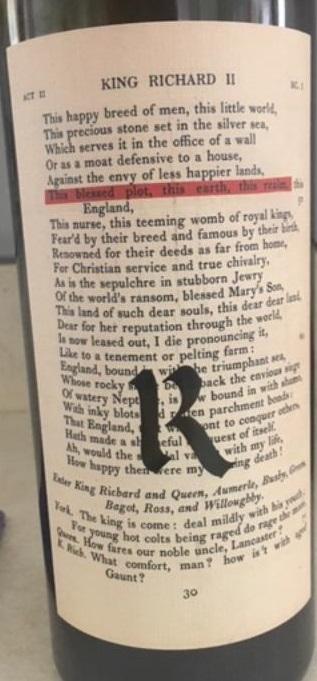 ACT II KING RICHARD II SC. I
This happy breed of men, this little world,
This precious stone set in the silver sea,
Which serves it in the office of a wall
Or as a moat defensive to a house,
Against the envy of less happier lands,
This blessed plot, this earth, this realm, this
England,
This nurse, this teeming womb of royal kings,
Fear'd by their breed and famous by their birth,
Renowned for their deeds as far from home,
For Christian service and true chivalry,
As is the sepulchre in stubborn Jewry
Of the world's ransom, blessed Mary's Son,
This land of such dear souls, this dear dear land,
Dear for her reputation through the world,
Is now leased out, I die pronouncing it,
Like to a tenement or pelting farm:
England, bound with the triumphant sea,
Whose rocky back the envious siege
Of watery Neptune, is bound in with shame,
With inky blots parchment bonds:
That England, wont to conquer others,
Hath made a shameful conquest of itself.
Ah, would the with my life,
How happy then were my death!
R
Enter King Richard and Queen, Aumerle, Bushy, Green,
Bagot, Ross, and Willoughby.
York. The king is come: deal mildly with his youth;
For young hot colts being raged do rage the more.
Queen. How fares our noble uncle, Lancaster?
K. Rich. What comfort, man? how is't with aged
Gaunt?
30